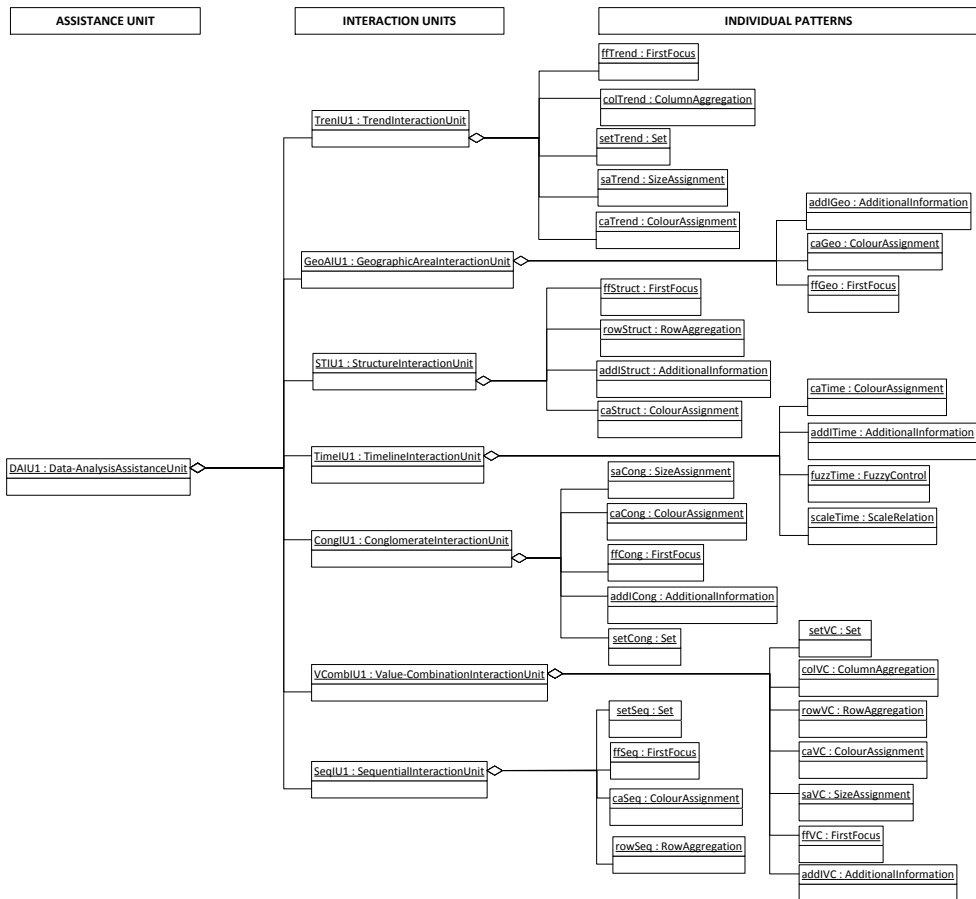 ASSISTANCE UNIT
INTERACTION UNITS
INDIVIDUAL PATTERNS
ffTrend : FirstFocus
colTrend : ColumnAggregation
TrenIU1 : TrendInteractionUnit
setTrend : Set
saTrend : SizeAssignment
caTrend : ColourAssignment
addIGeo : AdditionalInformation
caGeo : ColourAssignment
GeoAIU1 : GeographicAreaInteractionUnit
ffGeo : FirstFocus
ffStruct : FirstFocus
rowStruct : RowAggregation
STIU1 : StructureInteractionUnit
addIStruct : AdditionalInformation
caStruct : ColourAssignment
caTime : ColourAssignment
addITime : AdditionalInformation
TimeIU1 : TimelineInteractionUnit
DAIU1 : Data-AnalysisAssistanceUnit
fuzzTime : FuzzyControl
scaleTime : ScaleRelation
saCong : SizeAssignment
caCong : ColourAssignment
CongIU1 : ConglomerateInteractionUnit
ffCong : FirstFocus
addICong : AdditionalInformation
setCong : Set
setVC : Set
colVC : ColumnAggregation
VCombIU1 : Value-CombinationInteractionUnit
rowVC : RowAggregation
caVC : ColourAssignment
saVC : SizeAssignment
ffVC : FirstFocus
addIVC : AdditionalInformation
setSeq : Set
ffSeq : FirstFocus
SeqIU1 : SequentialInteractionUnit
caSeq : ColourAssignment
rowSeq : RowAggregation